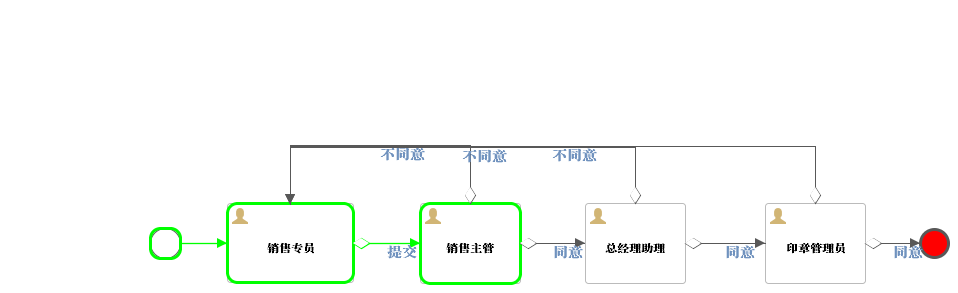 不同意
不同意
不同意
销售专员
提交
销售主管
同意
总经理助理
同意
印章管理员
同意